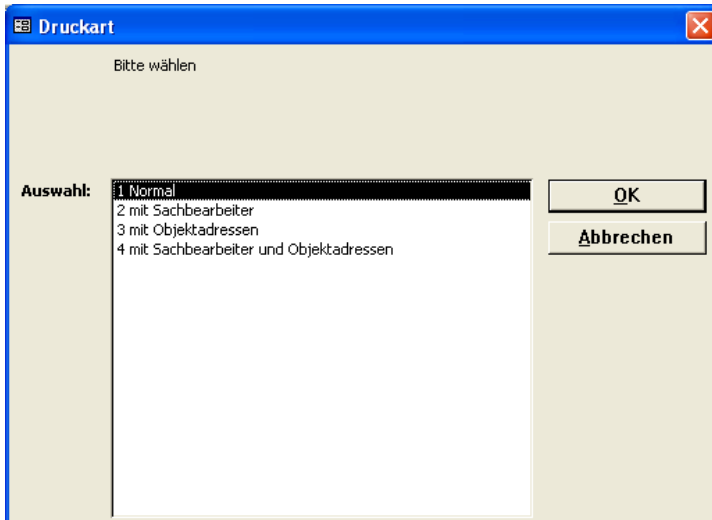 Druckart
Bitte wählen
Auswahl:
1 Normal
2 mit Sachbearbeiter
3 mit Objektadressen
4 mit Sachbearbeiter und Objektadressen
OK
Abbrechen